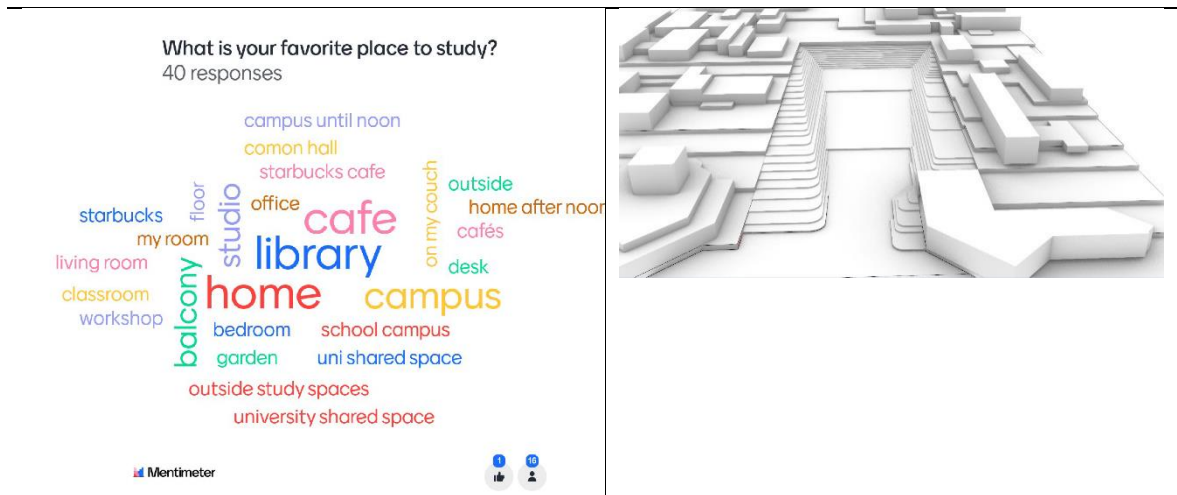 What is your favorite place to study?
40 responses
campus until noon
comon hall
starbucks cafe
on my couch
outside
floor
studio
office
home after noor
starbucks
cafe
cafés
my room
library
living room
desk
balcony
home
campus
classroom
workshop
bedroom
school campus
garden
uni shared space
outside study spaces
university shared space
Mentimeter
1
16